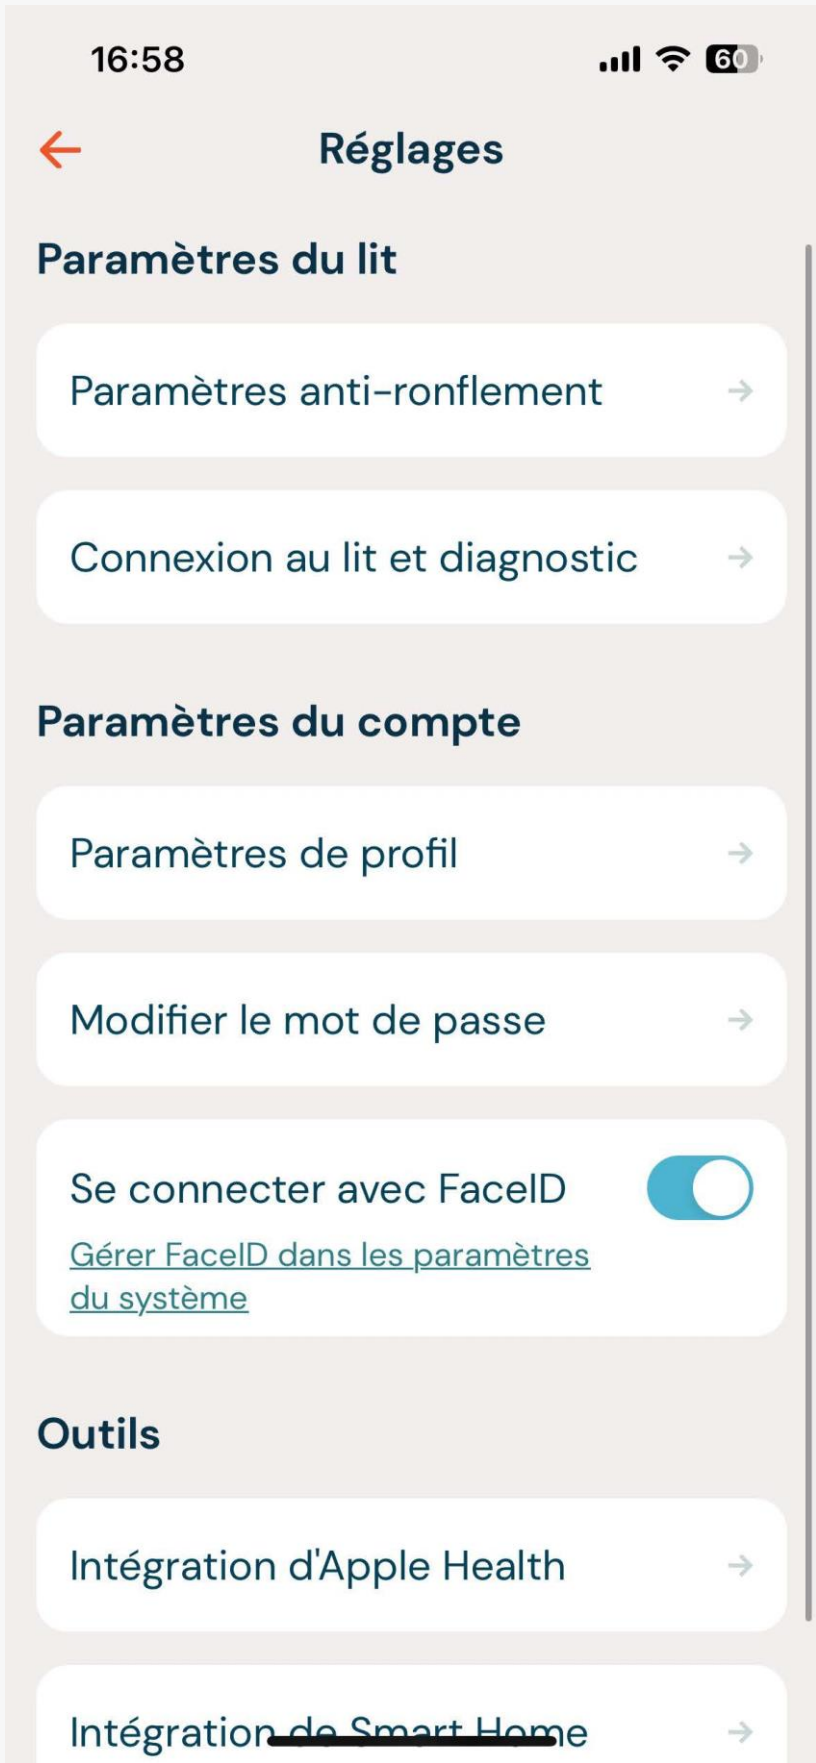 16:58
60
Réglages
Paramètres du lit
Paramètres anti-ronflement
Connexion au lit et diagnostic
Paramètres du compte
Paramètres de profil
Modifier le mot de passe
Se connecter avec FaceID
Gérer FaceID dans les paramètres
du système
Outils
Intégration d'Apple Health
Intégration de Smart Home